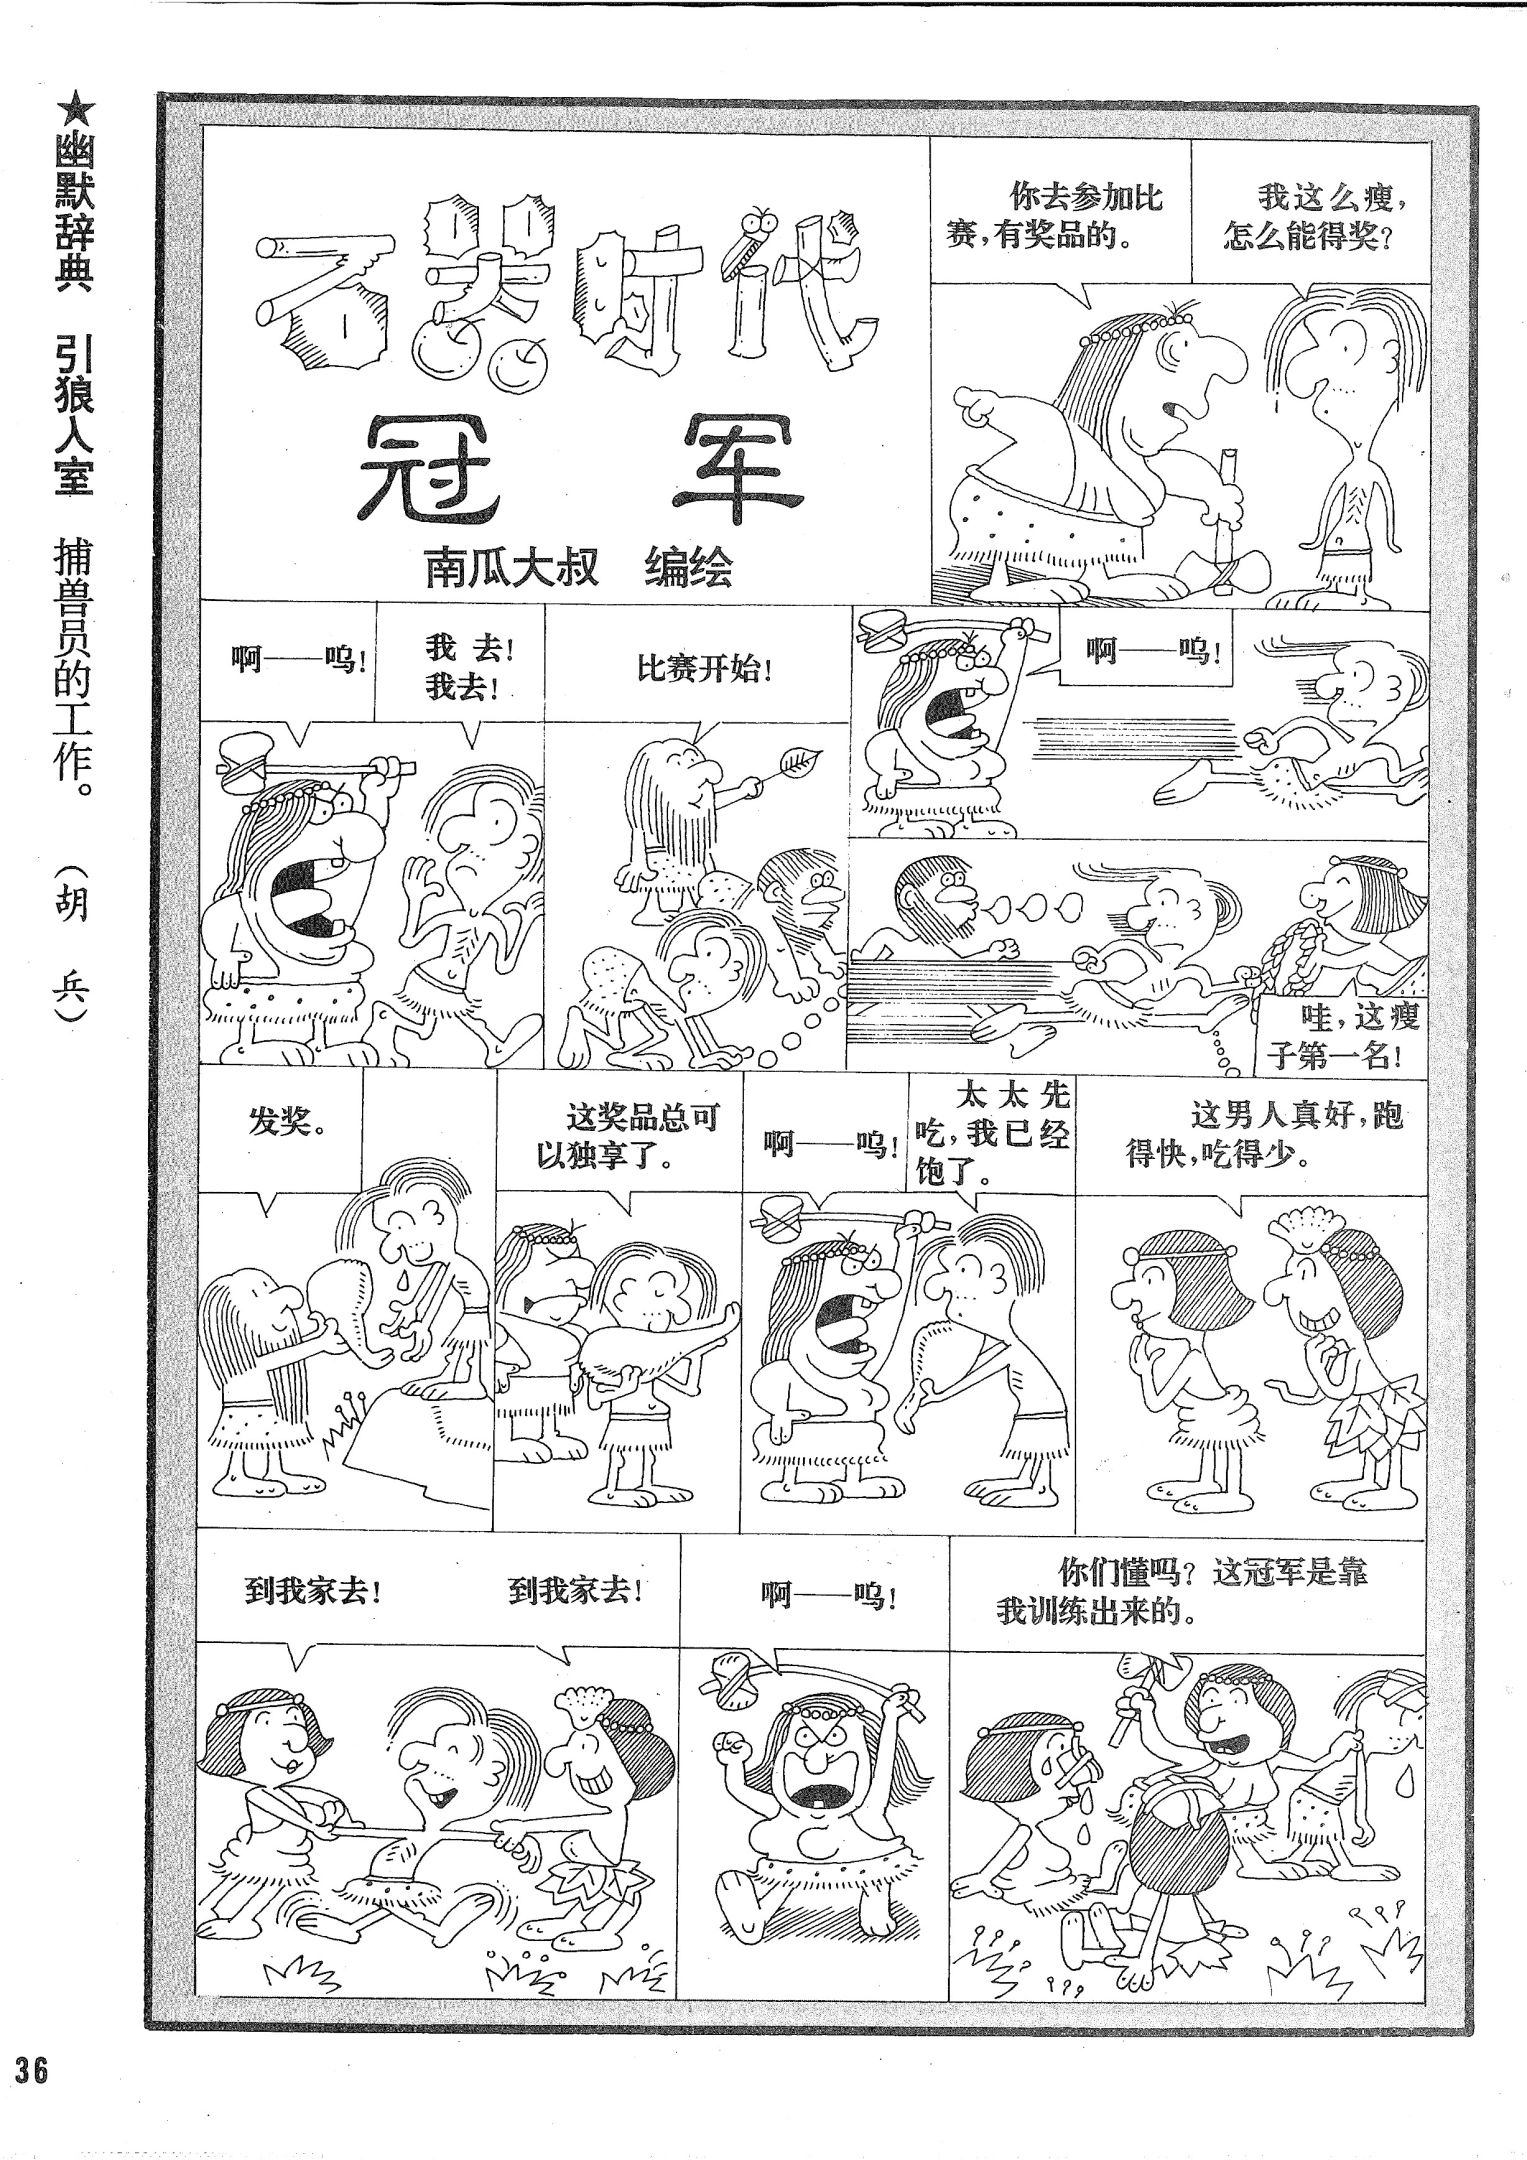 ★幽默辞典 引狼入室 捕兽员的工作。 （胡 兵）
石器时代
冠 军
南瓜大叔 编绘
你去参加比
赛，有奖品的。
我这么瘦，
怎么能得奖？
啊——呜！
我去！
我去！
比赛开始！
啊——呜！
哇，这瘦
子第一名！
发奖。
这奖品总可
以独享了。
啊——呜！
太太先
吃，我已经
饱了。
这男人真好，跑
得快，吃得少。
到我家去！
到我家去！
啊——呜！
你们懂吗？这冠军是靠
我训练出来的。
36